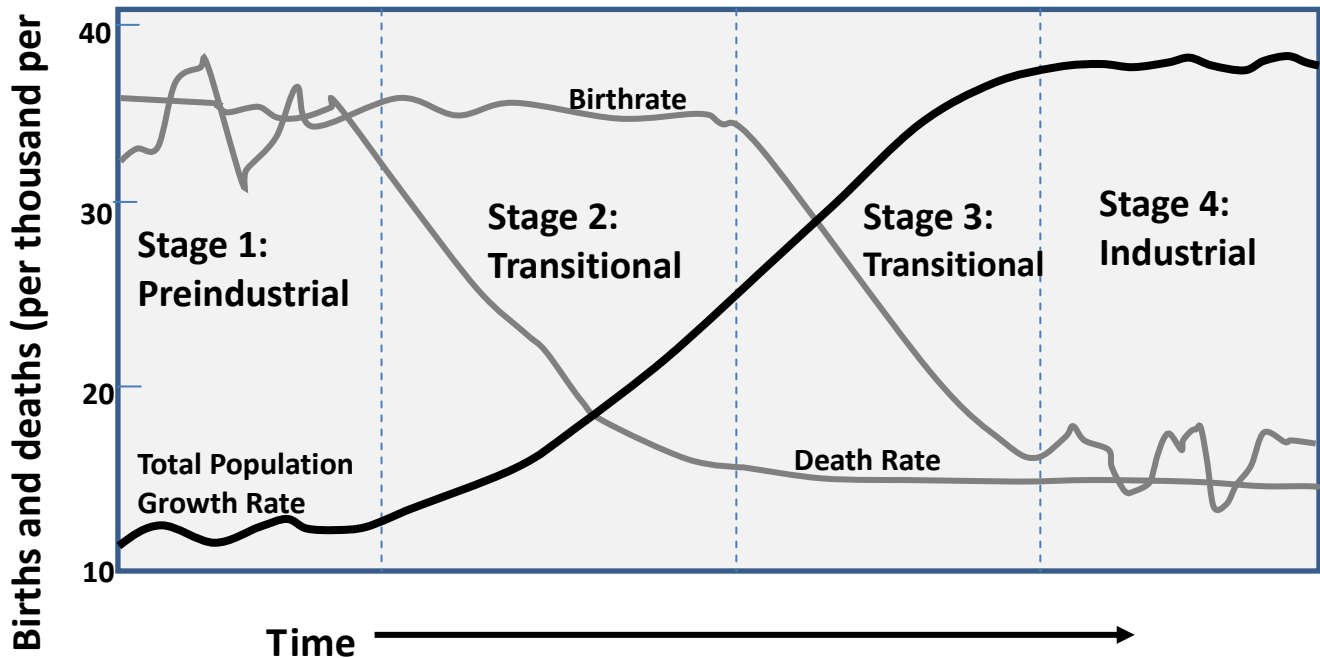 Births and deaths (per thousand per
40
30
20
10
Birthrate
Stage 1:
Preindustrial
Stage 2:
Transitional
Stage 3:
Transitional
Stage 4:
Industrial
Total Population
Growth Rate
Death Rate
Time